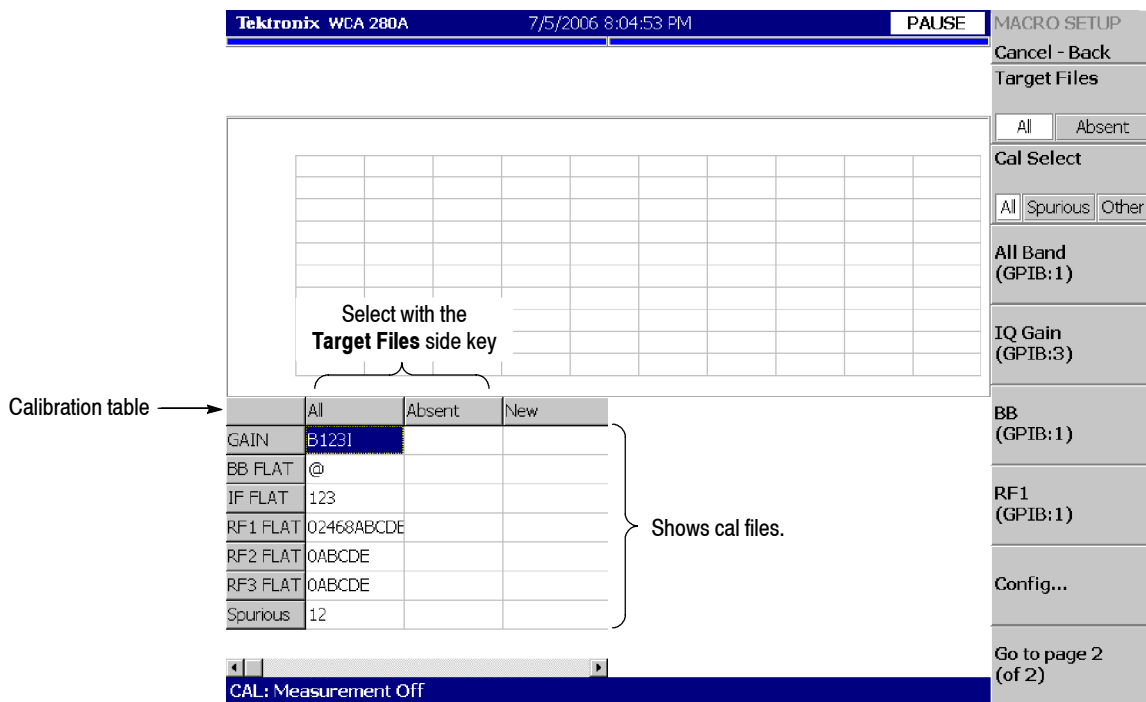 Tektronix WCA 280A 7/5/2006 8:04:53 PM PAUSE
MACRO SETUP
Cancel - Back
Target Files
All Absent
Cal Select
All Spurious Other
All Band
(GPIB:1)
IQ Gain
(GPIB:3)
BB
(GPIB:1)
RF1
(GPIB:1)
Config...
Go to page 2
(of 2)
Select with the
Target Files side key
Calibration table
All Absent New
GAIN B123I
BB FLAT @
IF FLAT 123
RF1 FLAT 02468ABCDE
RF2 FLAT 0ABCDE
RF3 FLAT 0ABCDE
Spurious 12
Shows cal files.
CAL: Measurement Off